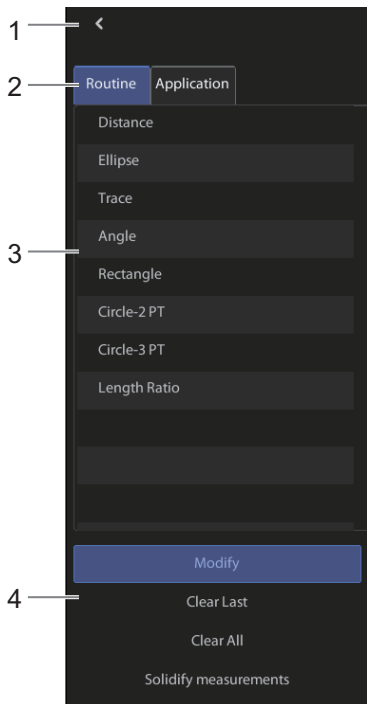 1
2
Routine Application
Distance
Ellipse
Trace
Angle
3
Rectangle
Circle-2 PT
Circle-3 PT
Length Ratio
Modify
4
Clear Last
Clear All
Solidify measurements